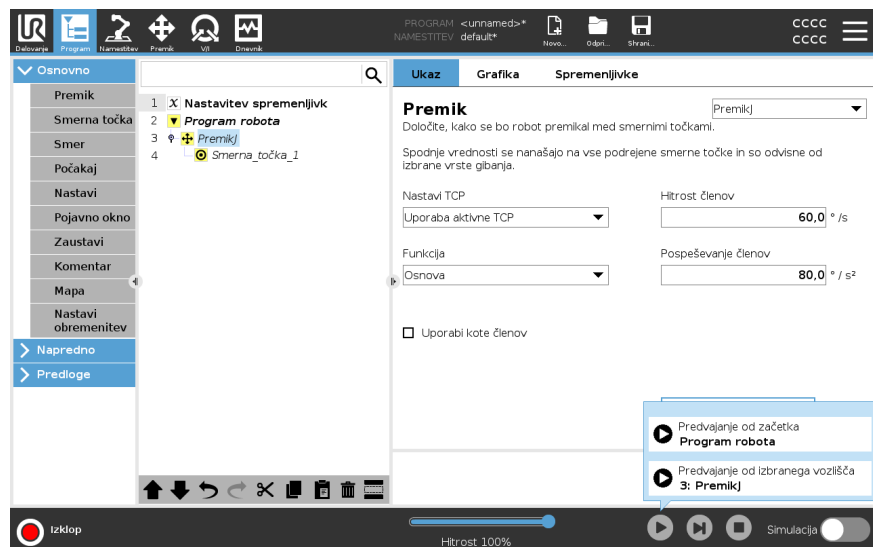 PROGRAM <unnamed>*
NAMESTITEV default*
Delovanje
Program
Namestitev
Premik
V/I
Dnevnik
Novo...
Odpri...
Shrani...
CCCC
CCCC
Osnovno
Premik
Smerna točka
Smer
Počakaj
Nastavi
Pojavno okno
Zaustavi
Komentar
Mapa
Nastavi
obremenitev
Napredno
Predloge
1 X Nastavitev spremenljivk
2 Program robota
3 PremikJ
4 Smerna_točka_1
Ukaz
Grafika
Spremenljivke
Premik
PremikJ
Določite, kako se bo robot premikal med smernimi točkami.
Spodnje vrednosti se nanašajo na vse podrejene smerne točke in so odvisne od
izbrane vrste gibanja.
Nastavi TCP
Hitrost členov
Uporaba aktivne TCP
60,0 ° /s
Funkcija
Pospeševanje členov
Osnova
80,0 ° / s²
Uporabi kote členov
Predvajanje od začetka
Program robota
Predvajanje od izbranega vozlišča
3: PremikJ
Izklop
Hitrost 100%
Simulacija